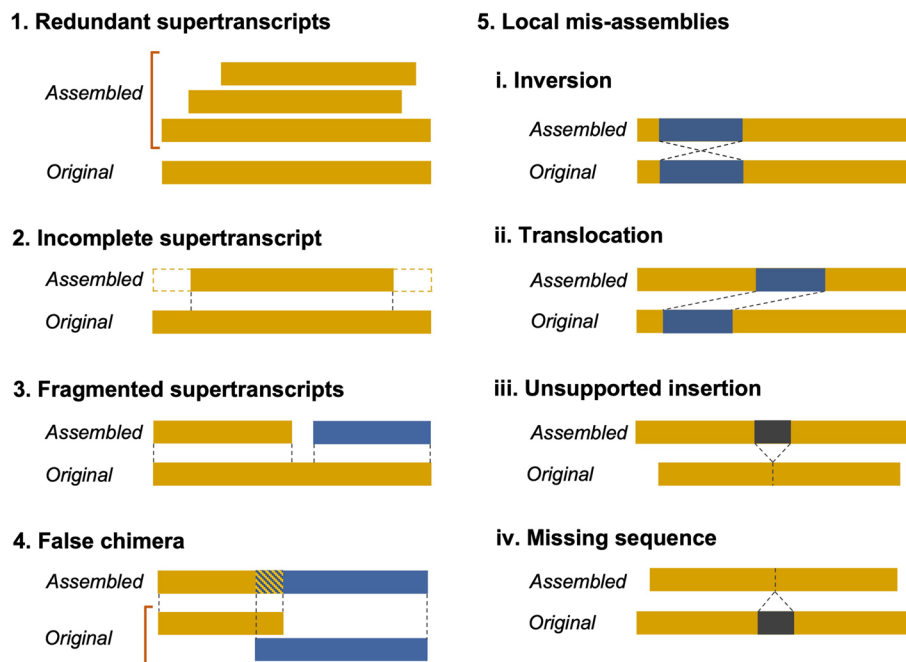 1. Redundant supertranscripts
Assembled
Original
2. Incomplete supertranscript
Assembled
Original
3. Fragmented supertranscripts
Assembled
Original
4. False chimera
Assembled
Original
5. Local mis-assemblies
i. Inversion
Assembled
Original
ii. Translocation
Assembled
Original
iii. Unsupported insertion
Assembled
Original
iv. Missing sequence
Assembled
Original